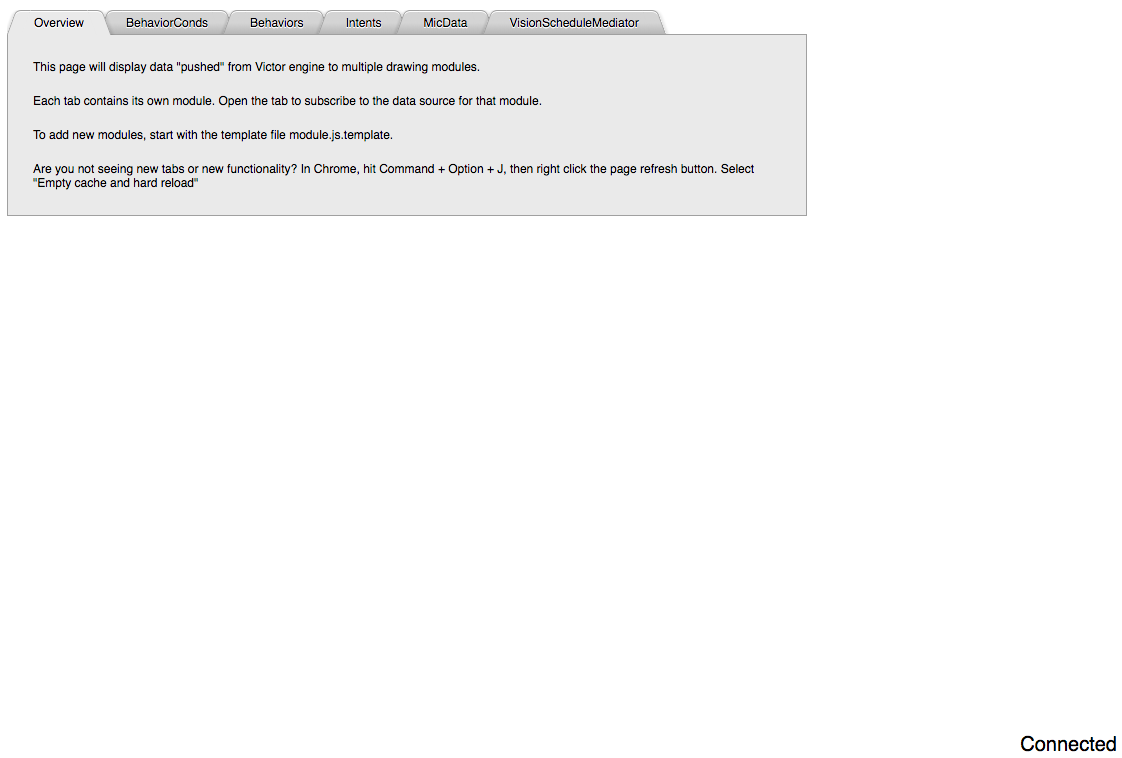 Overview BehaviorConds Behaviors Intents MicData VisionScheduleMediator
This page will display data "pushed" from Victor engine to multiple drawing modules.
Each tab contains its own module. Open the tab to subscribe to the data source for that module.
To add new modules, start with the template file module.js.template.
Are you not seeing new tabs or new functionality? In Chrome, hit Command + Option + J, then right click the page refresh button. Select
"Empty cache and hard reload"
Connected